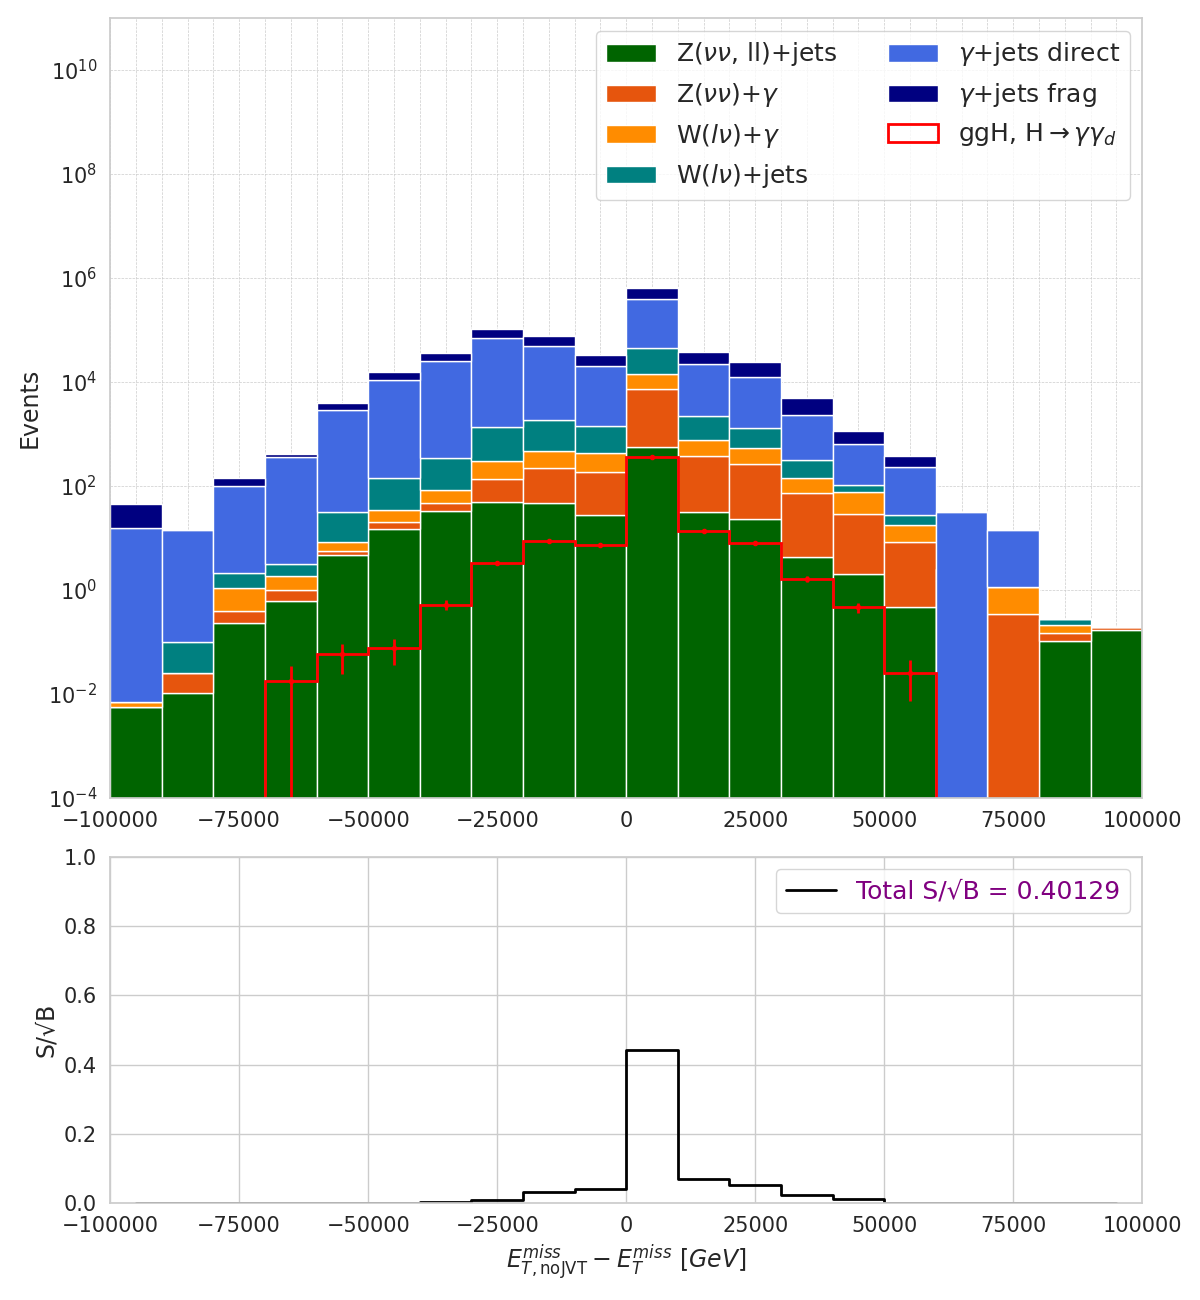 Z(νν, ll)+jets
Z(νν)+γ
W(lν)+γ
W(lν)+jets
γ+jets direct
γ+jets frag
ggH, H→γγ_d
Events
10^10
10^8
10^6
10^4
10^2
10^0
10^−2
10^−4
−100000 −75000 −50000 −25000 0 25000 50000 75000 100000
Total S/√B = 0.40129
S/√B
1.0
0.8
0.6
0.4
0.2
0.0
−100000 −75000 −50000 −25000 0 25000 50000 75000 100000
E_{T, noJVT}^{miss} − E_T^{miss} [GeV]